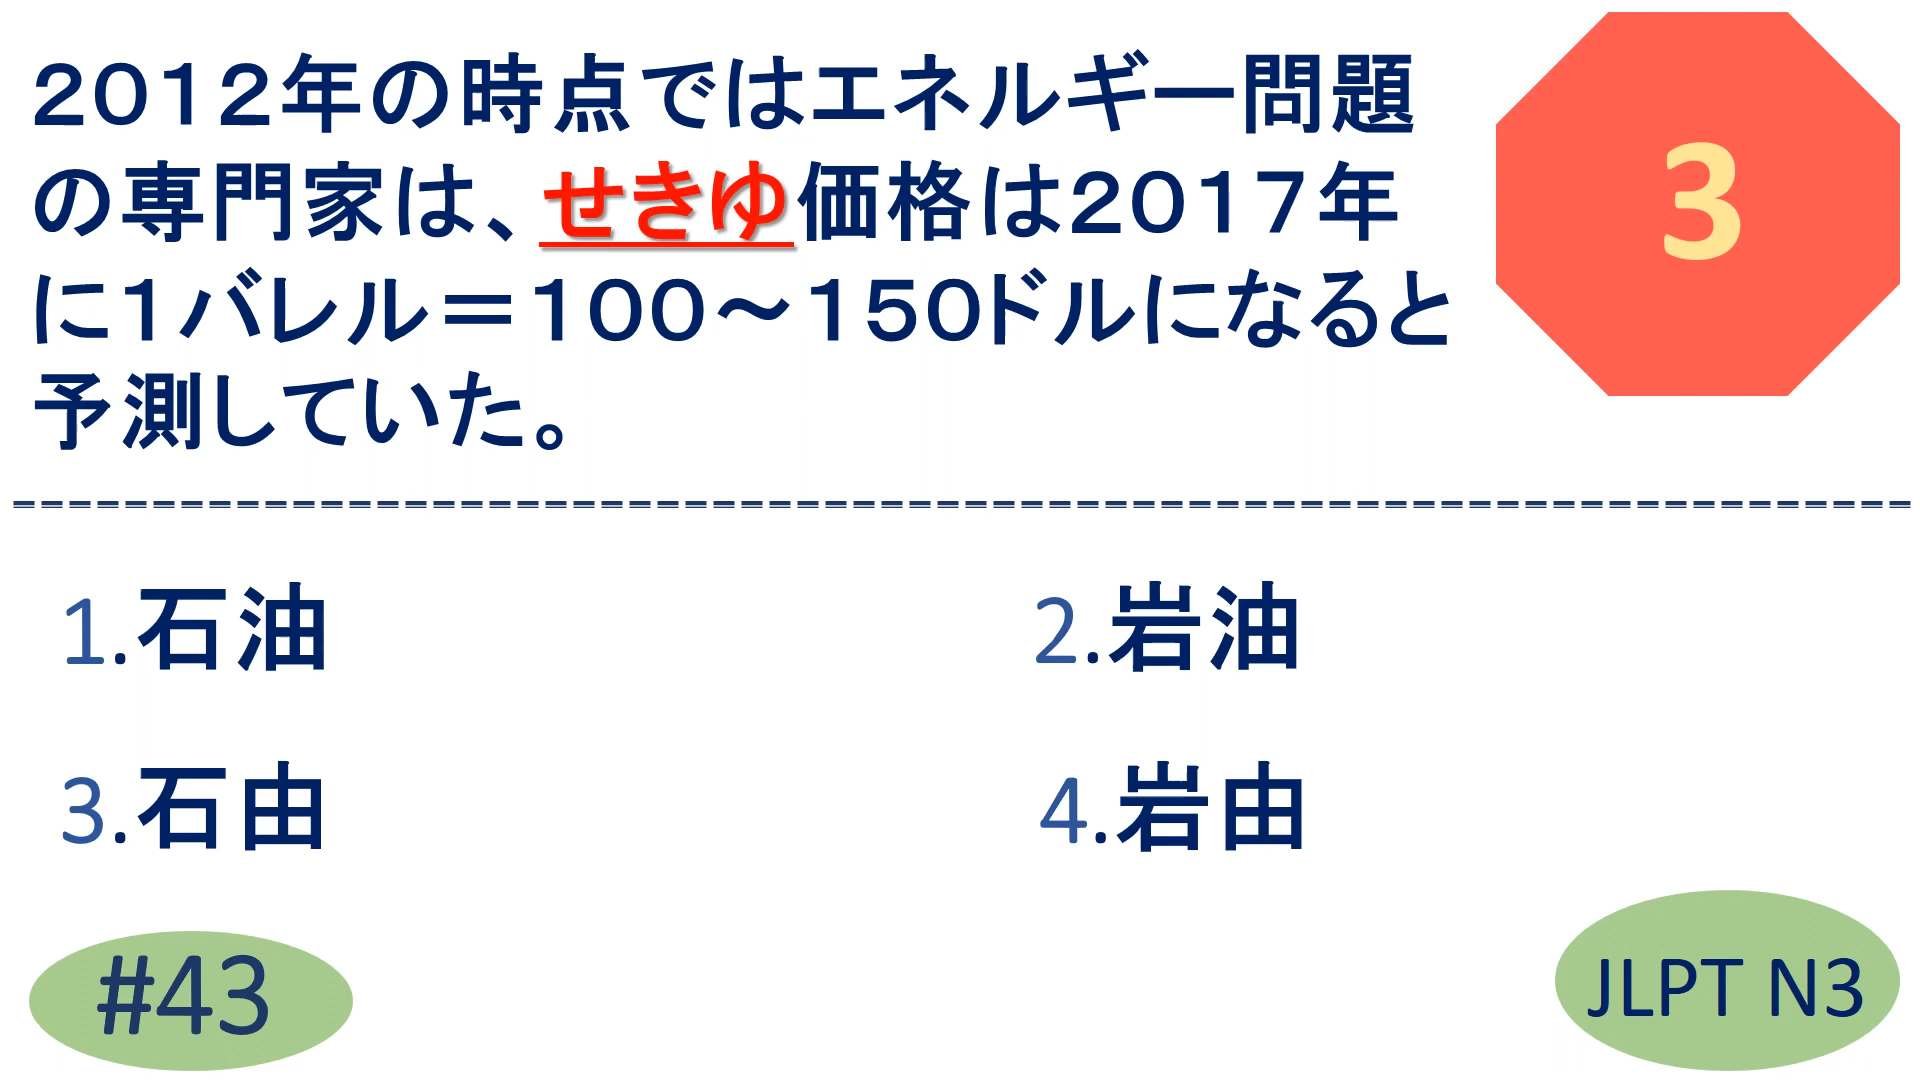 2012年の時点ではエネルギー問題
の専門家は、せきゆ価格は2017年
に1バレル＝100～150ドルになると
予測していた。
3
1.石油
2.岩油
3.石由
4.岩由
#43
JLPT N3